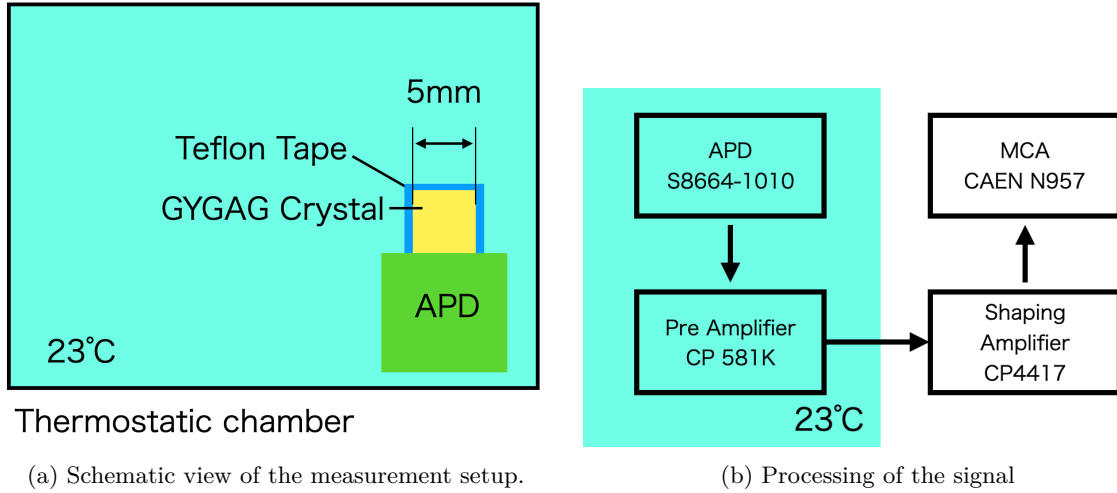 5mm
Teflon Tape
GYGAG Crystal
APD
23℃
Thermostatic chamber
(a) Schematic view of the measurement setup.
APD
S8664-1010
MCA
CAEN N957
Pre Amplifier
CP 581K
Shaping
Amplifier
CP4417
23℃
(b) Processing of the signal